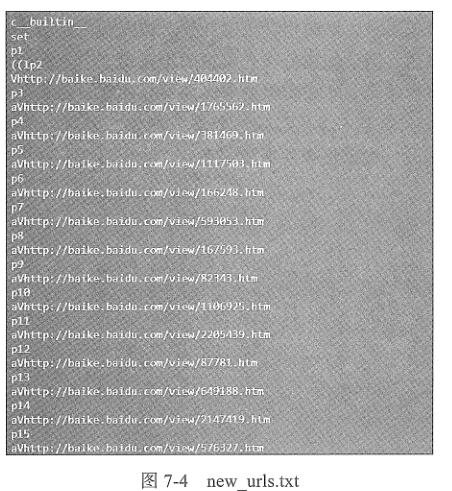 c__builtin__
set
p1
((lp2
Vhttp://baike.baidu.com/view/404402.htm
p3
aVhttp://baike.baidu.com/view/1765562.htm
p4
aVhttp://baike.baidu.com/view/381469.htm
p5
aVhttp://baike.baidu.com/view/1117503.htm
p6
aVhttp://baike.baidu.com/view/166248.htm
p7
aVhttp://baike.baidu.com/view/593053.htm
p8
aVhttp://baike.baidu.com/view/167593.htm
p9
aVhttp://baike.baidu.com/view/82343.htm
p10
aVhttp://baike.baidu.com/view/1106925.htm
p11
aVhttp://baike.baidu.com/view/2205439.htm
p12
aVhttp://baike.baidu.com/view/87781.htm
p13
aVhttp://baike.baidu.com/view/649188.htm
p14
aVhttp://baike.baidu.com/view/2147419.htm
p15
aVhttp://baike.baidu.com/view/576327.htm
图 7-4 new_urls.txt